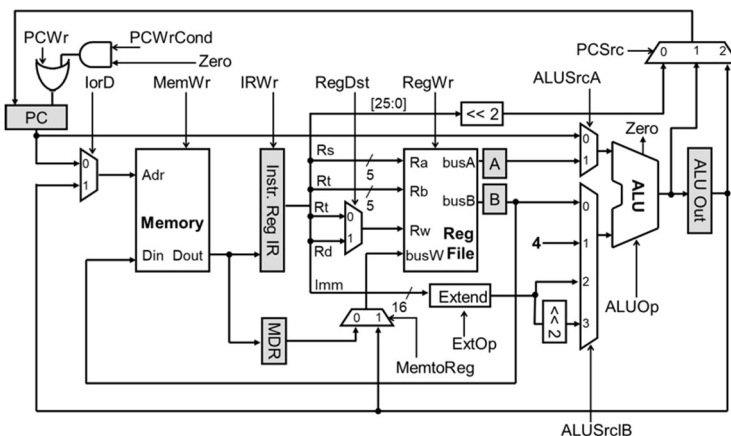 PCWr
PCWrCond
Zero
PCSrc
0 1 2
IorD
MemWr
IRWr
RegDst
RegWr
ALUSrcA
[25:0]
<< 2
PC
Zero
0
1
0
1
Adr
Memory
Din Dout
Instr. Reg IR
Rs
5
Rt
5
Rt
0
1
Rd
Ra
busA
A
Rb
busB
B
Rw
Reg
File
busW
ALU
ALU Out
0
4
1
2
3
Imm
16
Extend
<< 2
ALUOp
MDR
0 1
ExtOp
MemtoReg
ALUSrclB